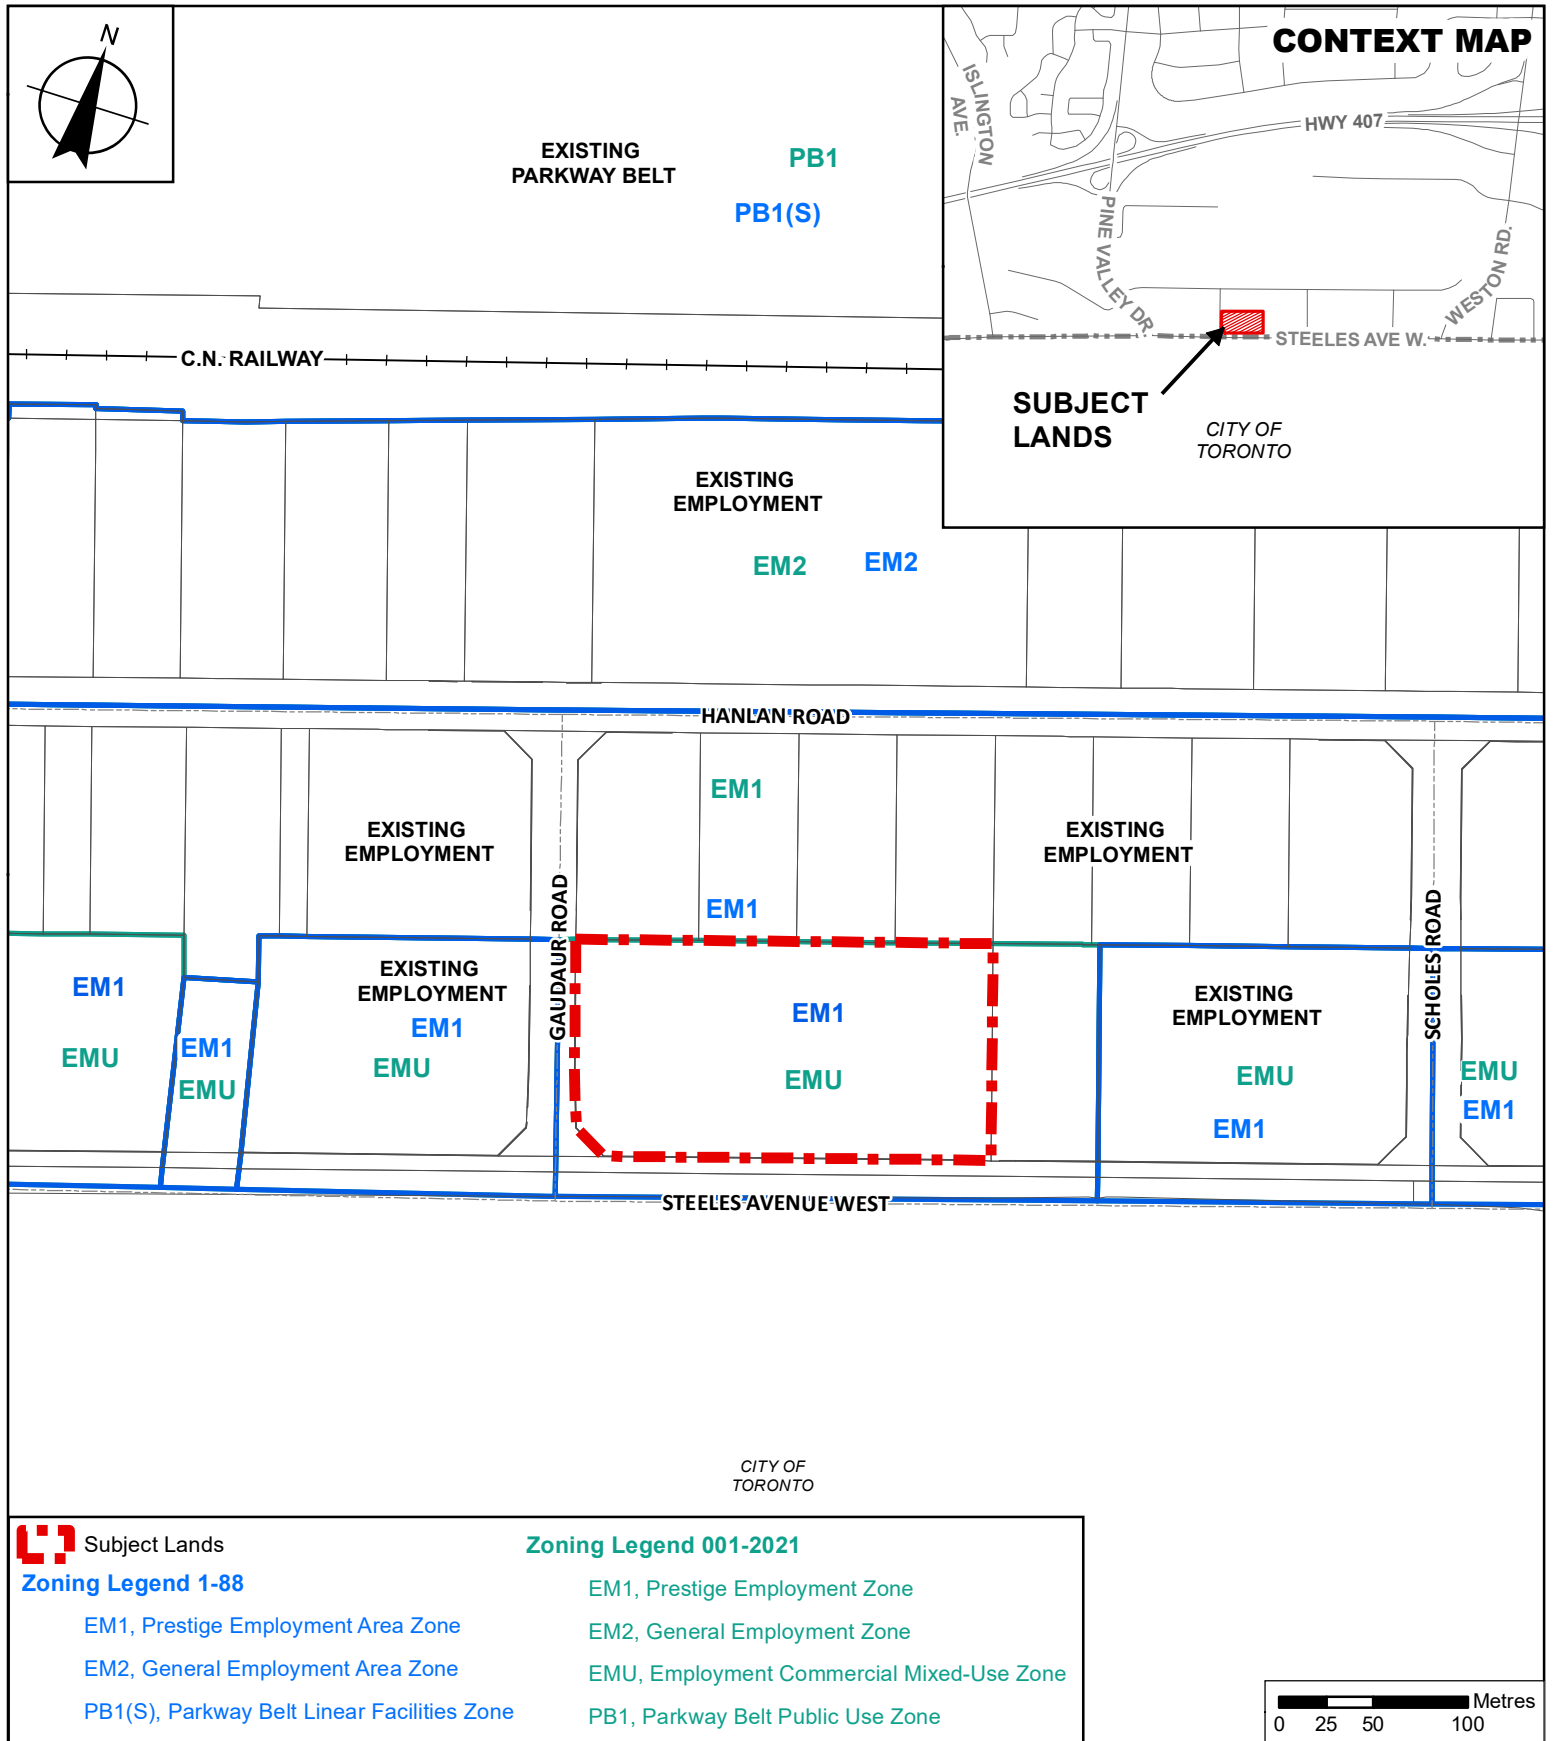 N
CONTEXT MAP
ISLINGTON
AVE.
HWY 407
PINE VALLEY DR.
WESTON RD.
STEELES AVE W.
SUBJECT
LANDS
CITY OF
TORONTO
EXISTING
PARKWAY BELT
PB1
PB1(S)
C.N. RAILWAY
EXISTING
EMPLOYMENT
EM2
EM2
HANLAN ROAD
EM1
EXISTING
EMPLOYMENT
EXISTING
EMPLOYMENT
EM1
GAUDAUR ROAD
SCHOLES ROAD
EM1
EMU
EM1
EMU
EXISTING
EMPLOYMENT
EM1
EMU
EM1
EMU
EXISTING
EMPLOYMENT
EMU
EM1
EMU
EM1
STEELES AVENUE WEST
CITY OF
TORONTO
Subject Lands
Zoning Legend 1-88
EM1, Prestige Employment Area Zone
EM2, General Employment Area Zone
PB1(S), Parkway Belt Linear Facilities Zone
Zoning Legend 001-2021
EM1, Prestige Employment Zone
EM2, General Employment Zone
EMU, Employment Commercial Mixed-Use Zone
PB1, Parkway Belt Public Use Zone
Metres
0 25 50 100